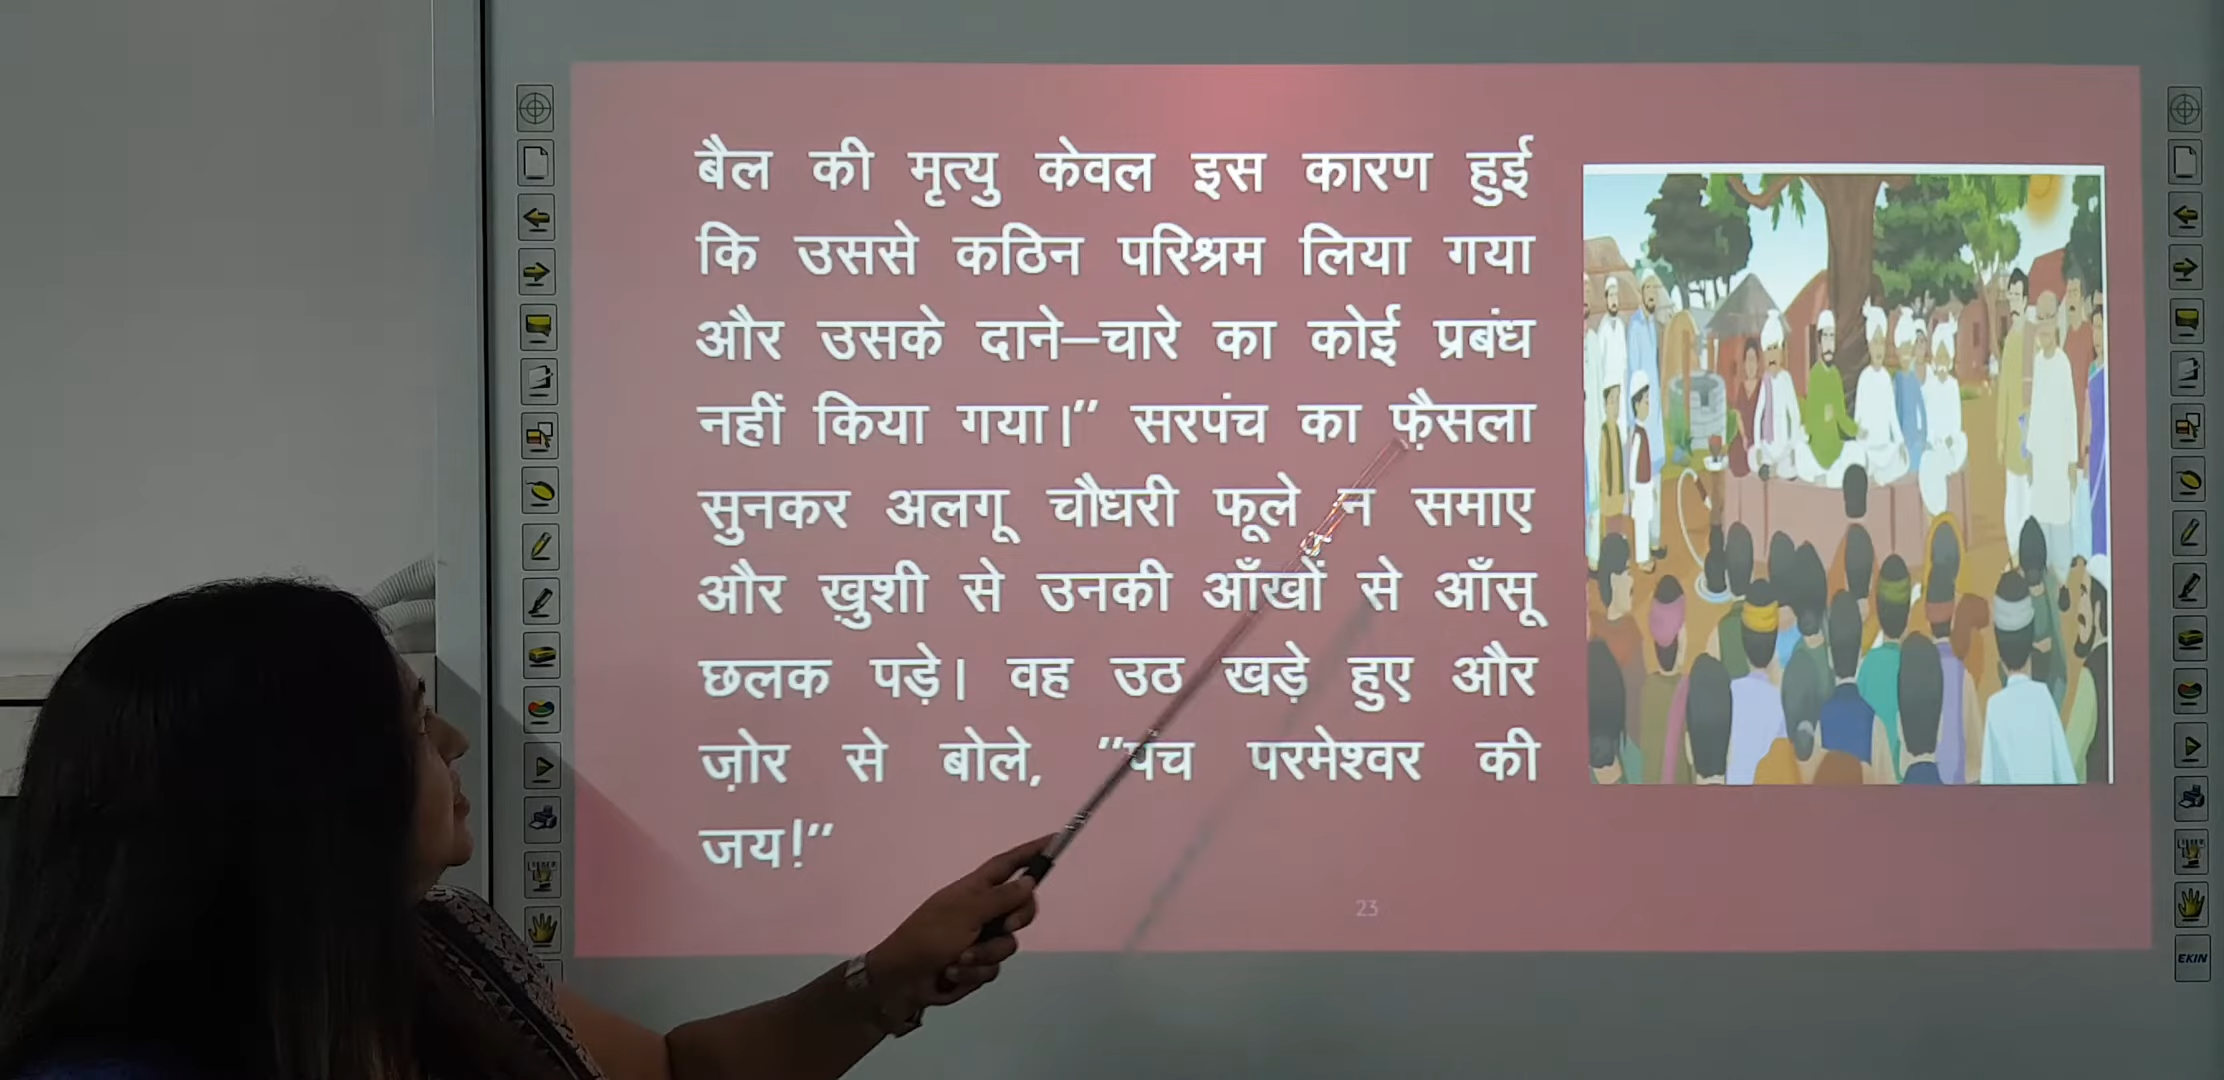 बैल की मृत्यु केवल इस कारण हुई
कि उससे कठिन परिश्रम लिया गया
और उसके दाने–चारे का कोई प्रबंध
नहीं किया गया।” सरपंच का फ़ैसला
सुनकर अलगू चौधरी फूले न समाए
और ख़ुशी से उनकी आँखों से आँसू
छलक पड़े। वह उठ खड़े हुए और
ज़ोर से बोले, “पंच परमेश्वर की
जय!”
23
EKIN